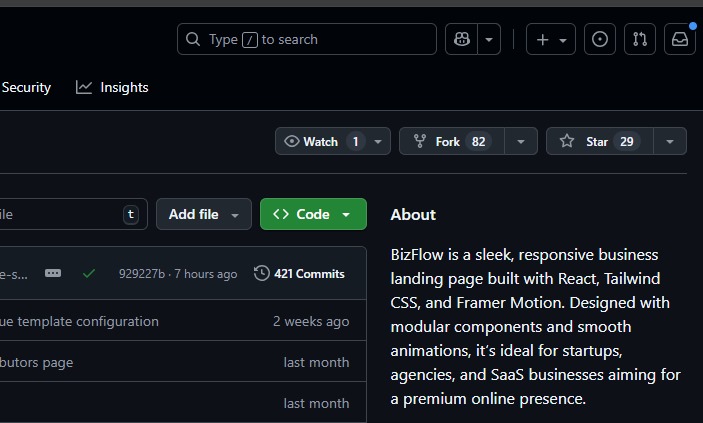 Type / to search
Security Insights
Watch 1 Fork 82 Star 29
ile t Add file Code About
e-s... 929227b · 7 hours ago 421 Commits
ue template configuration 2 weeks ago
butors page last month
last month
BizFlow is a sleek, responsive business
landing page built with React, Tailwind
CSS, and Framer Motion. Designed with
modular components and smooth
animations, it’s ideal for startups,
agencies, and SaaS businesses aiming for
a premium online presence.